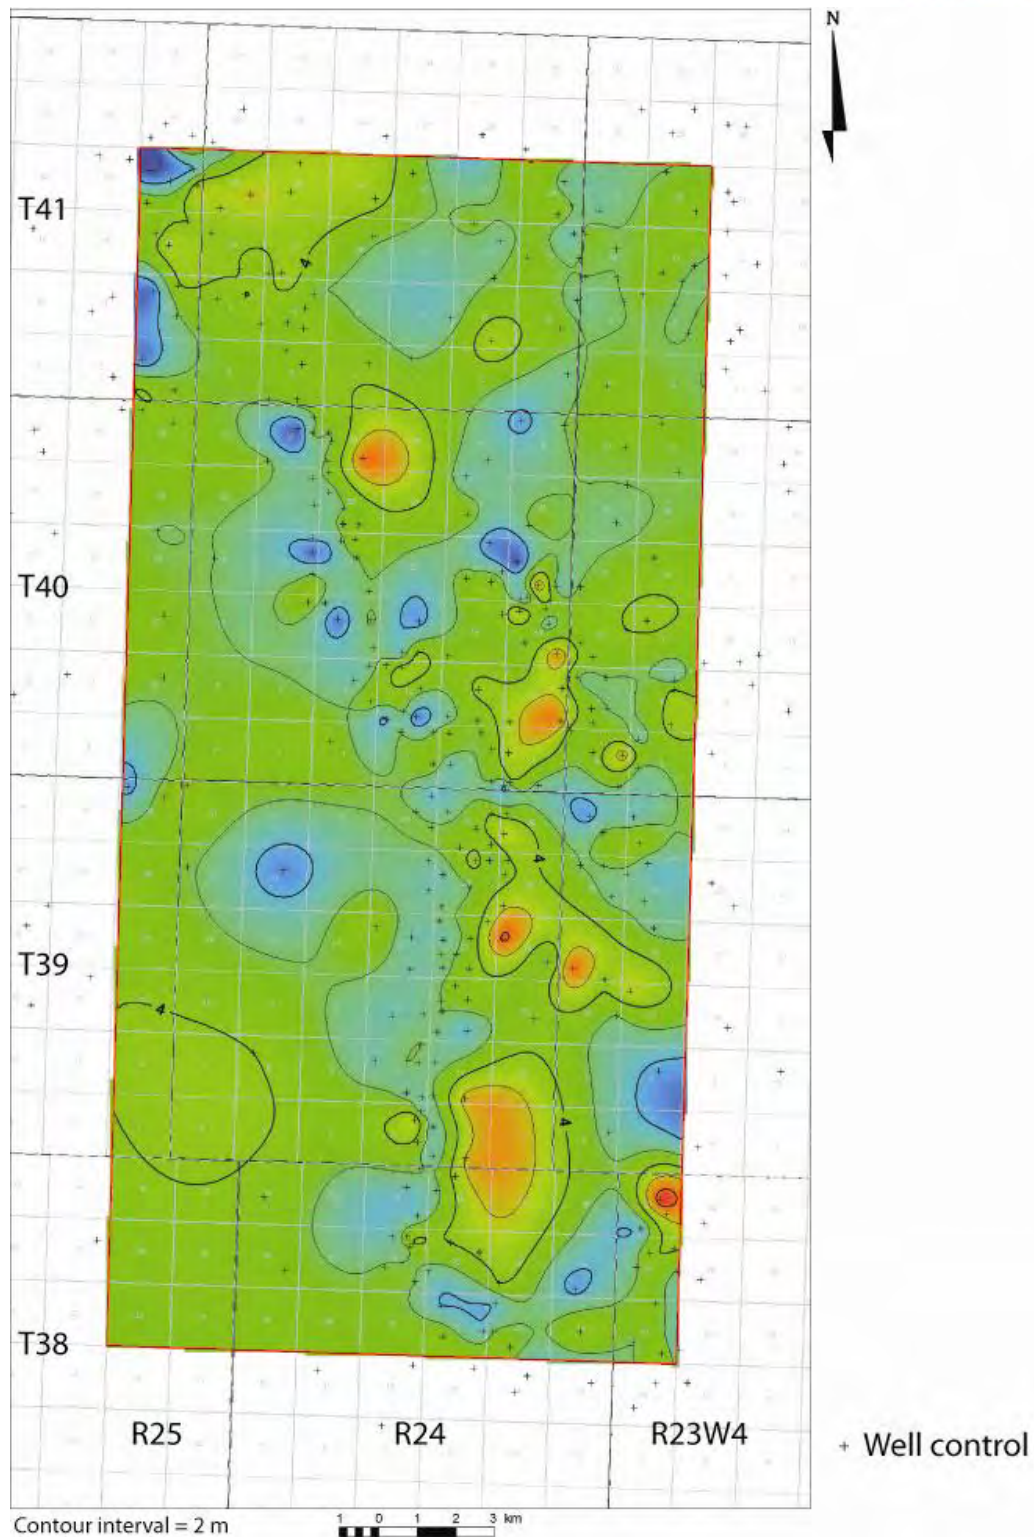 N
T41
4
T40
4
T39
4
4
T38
R25
R24
R23W4
+ Well control
Contour interval = 2 m
1 0 1 2 3 km